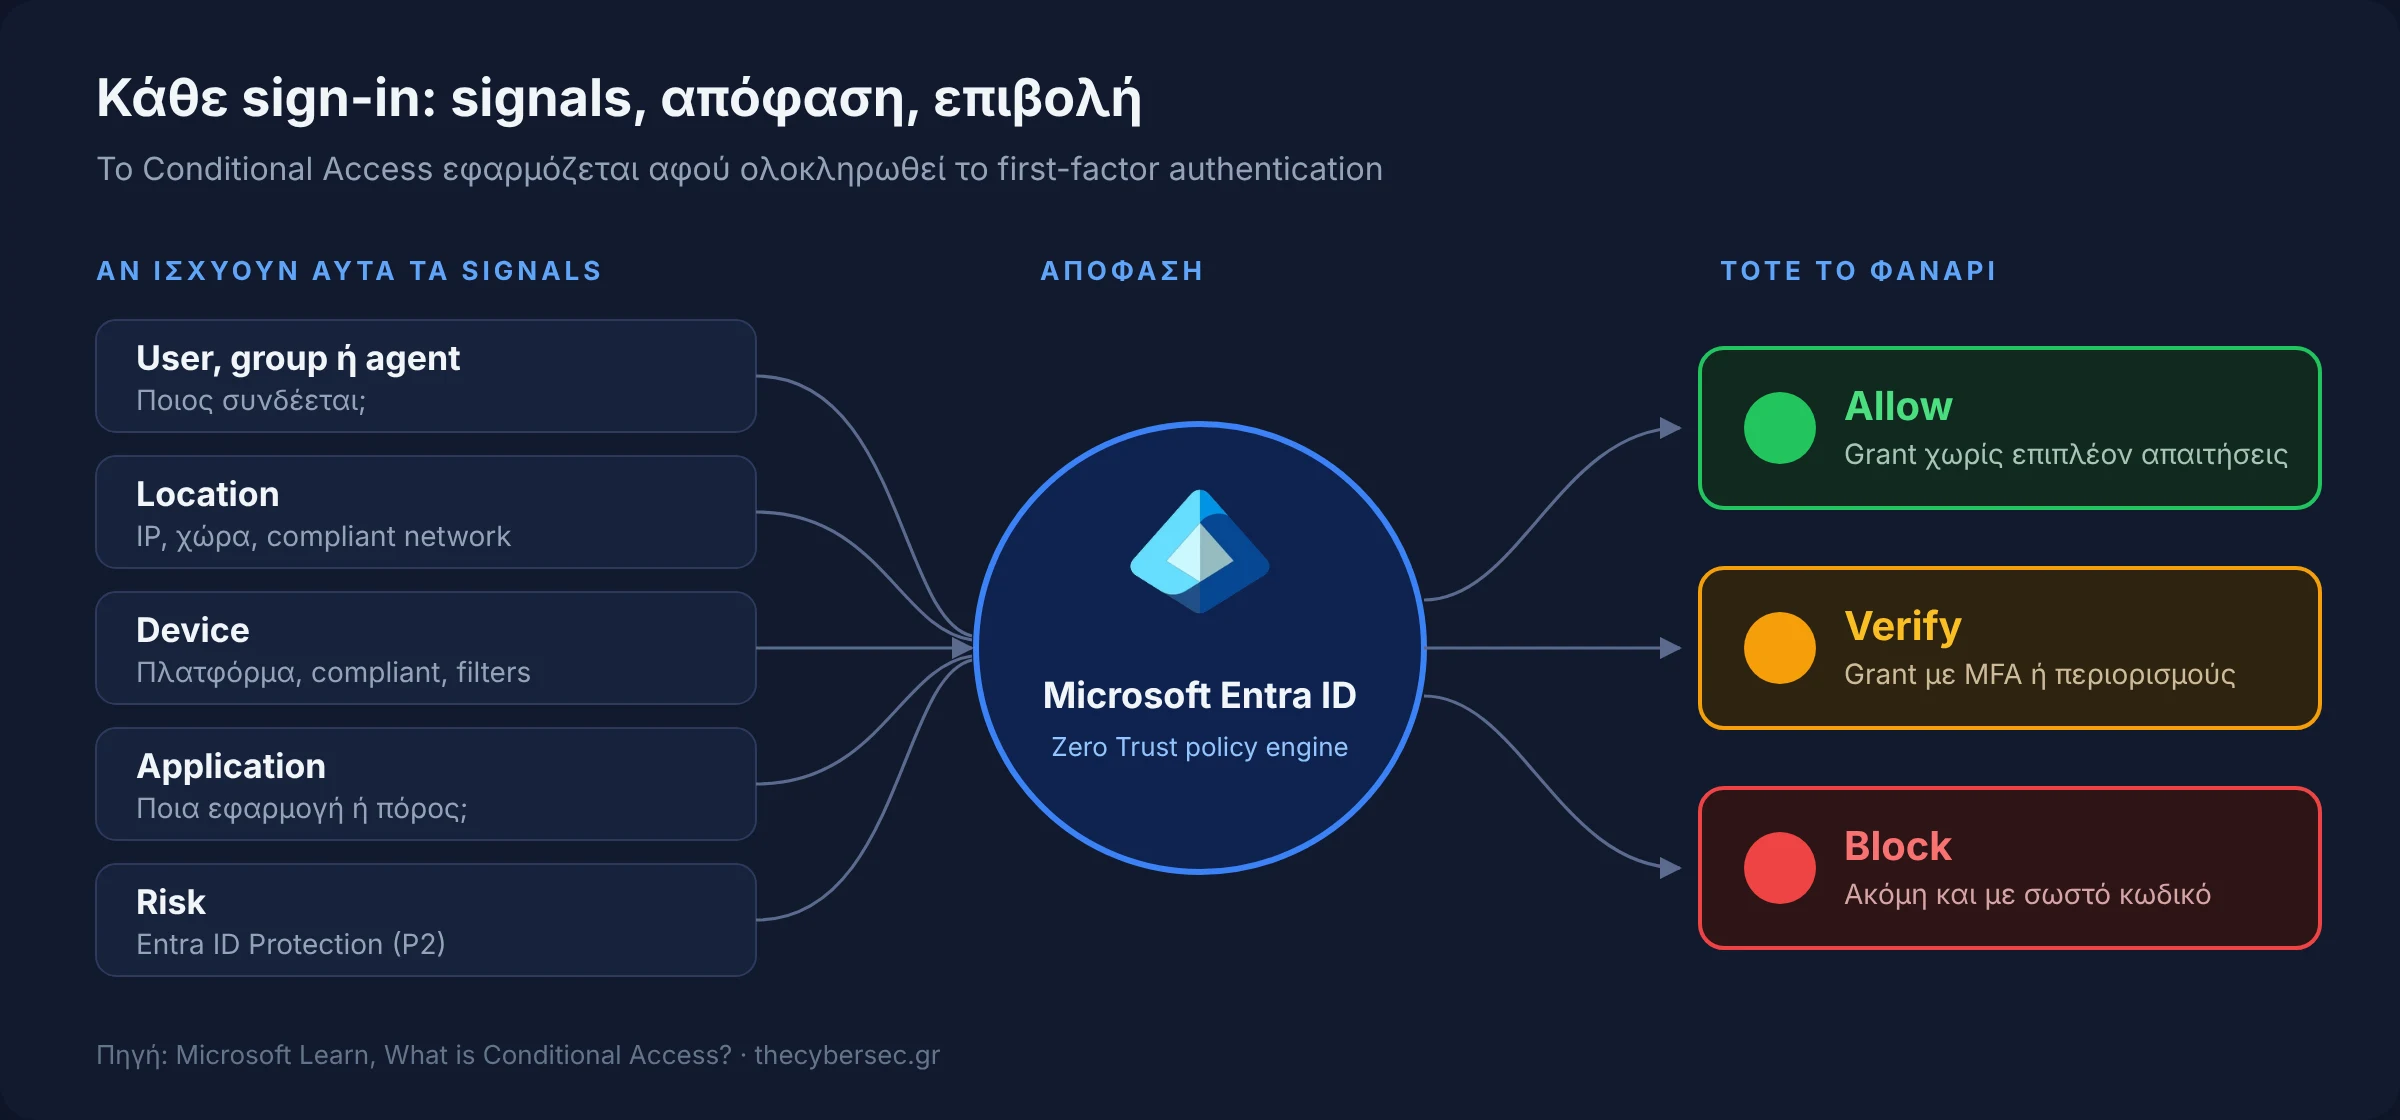 Κάθε sign-in: signals, απόφαση, επιβολή
Το Conditional Access εφαρμόζεται αφού ολοκληρωθεί το first-factor authentication
ΑΝ ΙΣΧΥΟΥΝ ΑΥΤΑ ΤΑ SIGNALS
User, group ή agent
Ποιος συνδέεται;
Location
IP, χώρα, compliant network
Device
Πλατφόρμα, compliant, filters
Application
Ποια εφαρμογή ή πόρος;
Risk
Entra ID Protection (P2)
ΑΠΟΦΑΣΗ
Microsoft Entra ID
Zero Trust policy engine
ΤΟΤΕ ΤΟ ΦΑΝΑΡΙ
Allow
Grant χωρίς επιπλέον απαιτήσεις
Verify
Grant με MFA ή περιορισμούς
Block
Ακόμη και με σωστό κωδικό
Πηγή: Microsoft Learn, What is Conditional Access? · thecybersec.gr